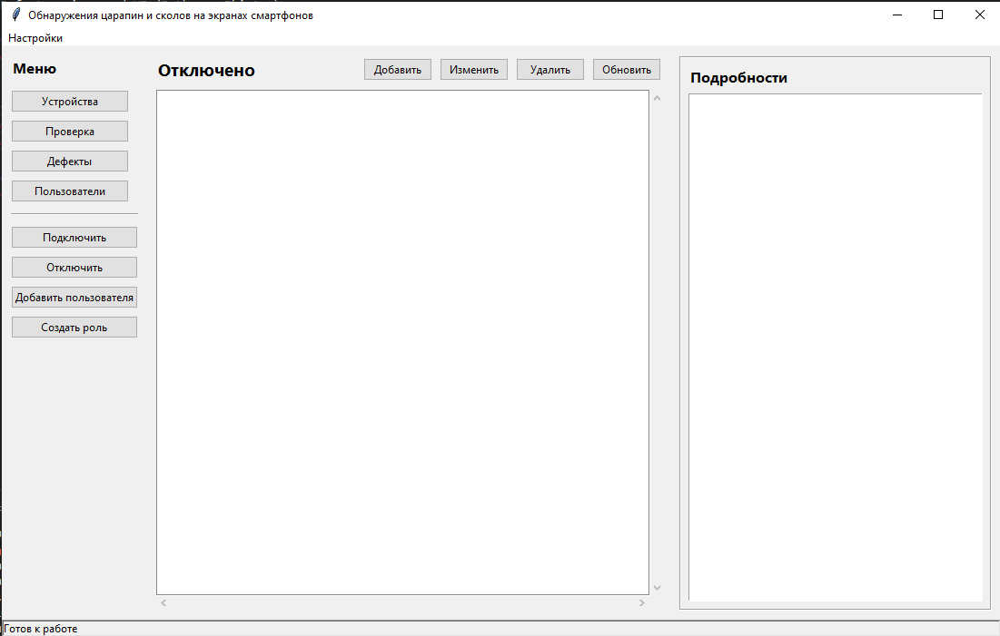 Обнаружения царапин и сколов на экранах смартфонов
Настройки
Меню
Устройства
Проверка
Дефекты
Пользователи
Подключить
Отключить
Добавить пользователя
Создать роль
Отключено
Добавить
Изменить
Удалить
Обновить
Подробности
Готов к работе